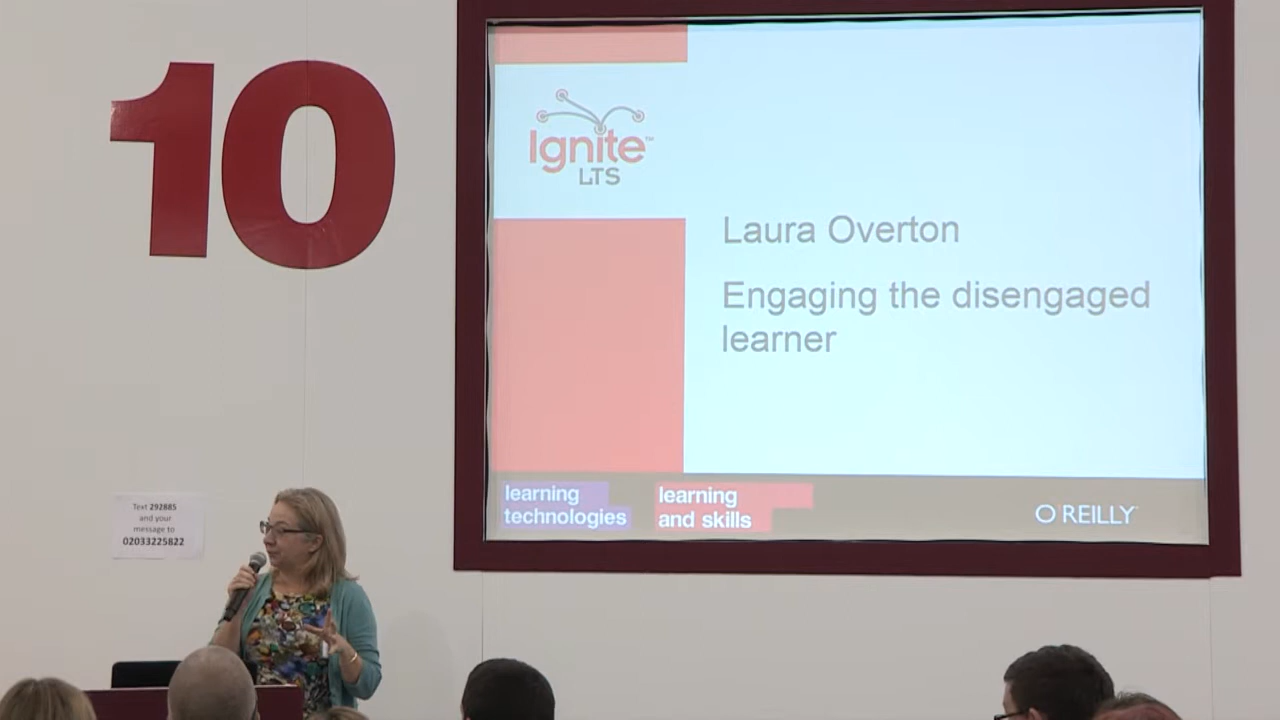 10
Ignite™
LTS
Laura Overton
Engaging the disengaged
learner
learning
technologies
learning
and skills
O REILLY
Text 292885
and your
message to
02033225822